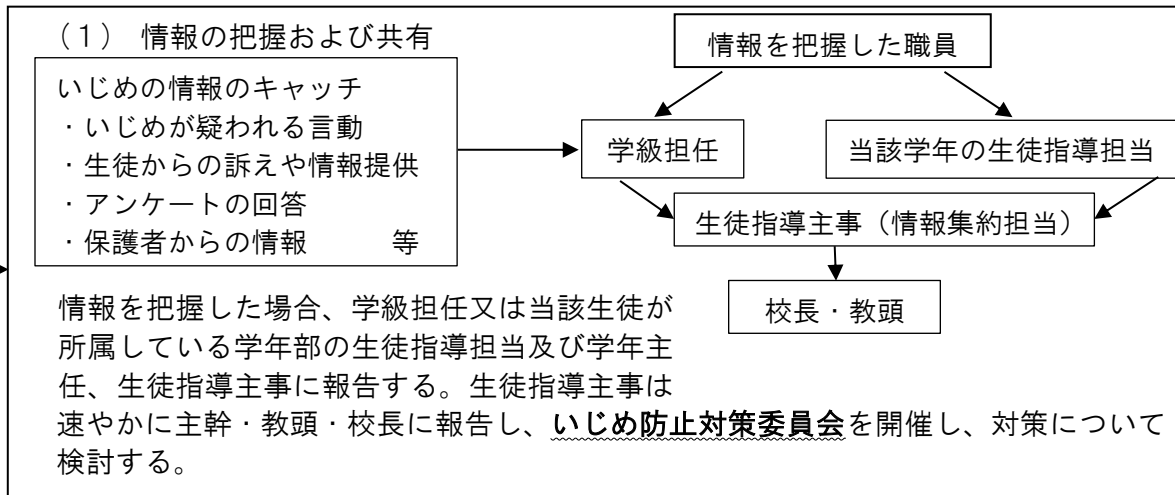 （１） 情報の把握および共有
いじめの情報のキャッチ
・いじめが疑われる言動
・生徒からの訴えや情報提供
・アンケートの回答
・保護者からの情報　　　等
情報を把握した職員
学級担任
当該学年の生徒指導担当
生徒指導主事（情報集約担当）
校長・教頭
情報を把握した場合、学級担任又は当該生徒が
所属している学年部の生徒指導担当及び学年主
任、生徒指導主事に報告する。生徒指導主事は
速やかに主幹・教頭・校長に報告し、いじめ防止対策委員会を開催し、対策について
検討する。